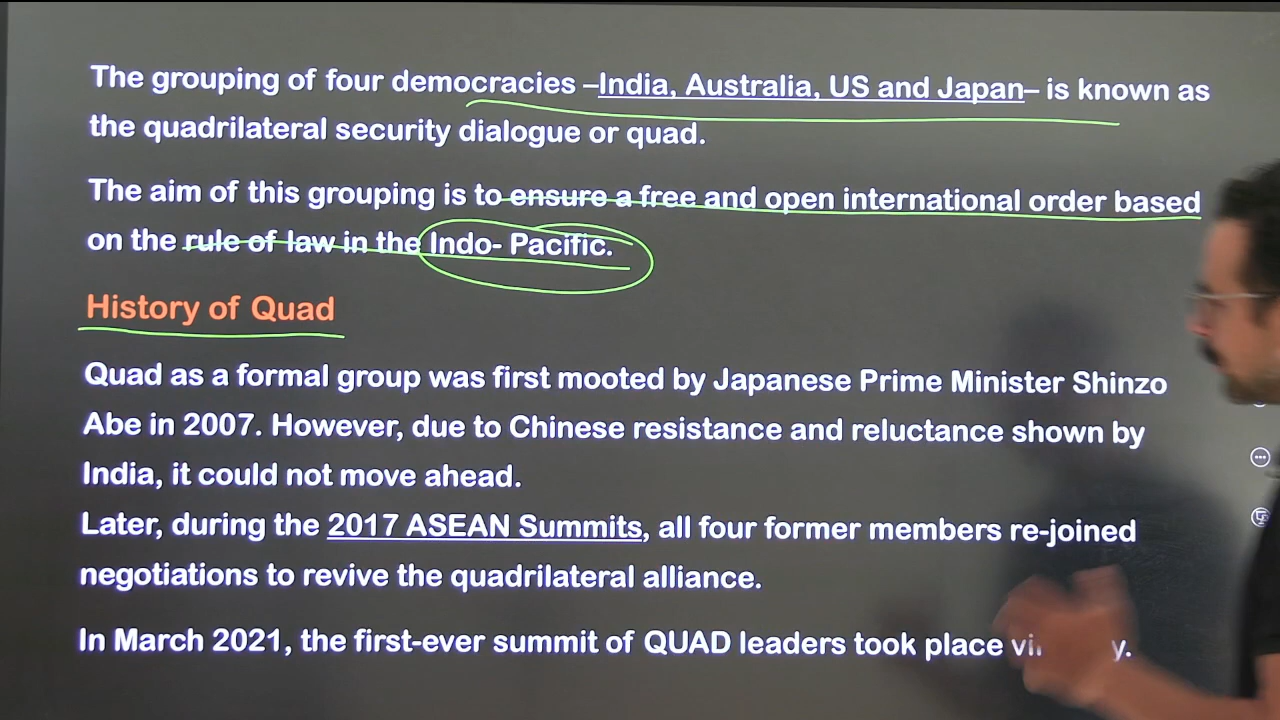 The grouping of four democracies –India, Australia, US and Japan– is known as
the quadrilateral security dialogue or quad.
The aim of this grouping is to ensure a free and open international order based
on the rule of law in the Indo- Pacific.
History of Quad
Quad as a formal group was first mooted by Japanese Prime Minister Shinzo
Abe in 2007. However, due to Chinese resistance and reluctance shown by
India, it could not move ahead.
Later, during the 2017 ASEAN Summits, all four former members re-joined
negotiations to revive the quadrilateral alliance.
In March 2021, the first-ever summit of QUAD leaders took place